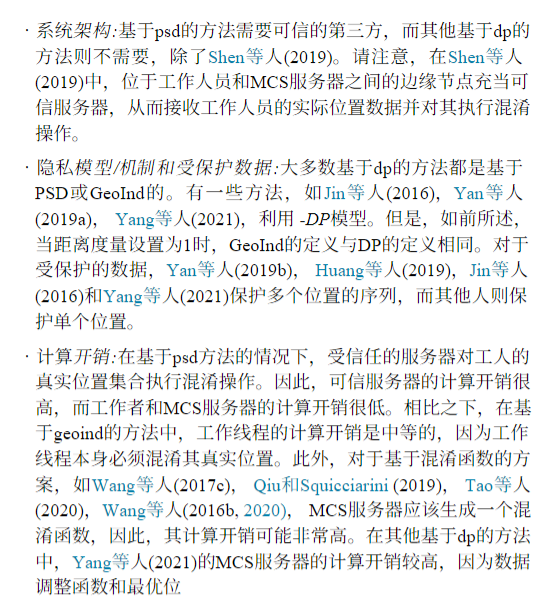 · 系统架构:基于psd的方法需要可信的第三方，而其他基于dp的
方法则不需要，除了Shen等人(2019)。请注意，在Shen等人
(2019)中，位于工作人员和MCS服务器之间的边缘节点充当可
信服务器，从而接收工作人员的实际位置数据并对其执行混淆
操作。
· 隐私模型/机制和受保护数据:大多数基于dp的方法都是基于
PSD或GeoInd的。有一些方法，如Jin等人(2016)，Yan等人
(2019a)， Yang等人(2021)，利用 -DP模型。但是，如前所述，
当距离度量设置为1时，GeoInd的定义与DP的定义相同。对于
受保护的数据，Yan等人(2019b)， Huang等人(2019)，Jin等人
(2016)和Yang等人(2021)保护多个位置的序列，而其他人则保
护单个位置。
· 计算开销:在基于psd方法的情况下，受信任的服务器对工人的
真实位置集合执行混淆操作。因此，可信服务器的计算开销很
高，而工作者和MCS服务器的计算开销很低。相比之下，在基
于geoind的方法中，工作线程的计算开销是中等的，因为工作
线程本身必须混淆其真实位置。此外，对于基于混淆函数的方
案，如Wang等人(2017c)， Qiu和Squicciarini (2019)， Tao等人
(2020)， Wang等人(2016b, 2020)， MCS服务器应该生成一个混
淆函数，因此，其计算开销可能非常高。在其他基于dp的方法
中，Yang等人(2021)的MCS服务器的计算开销较高，因为数据
调整函数和最优位